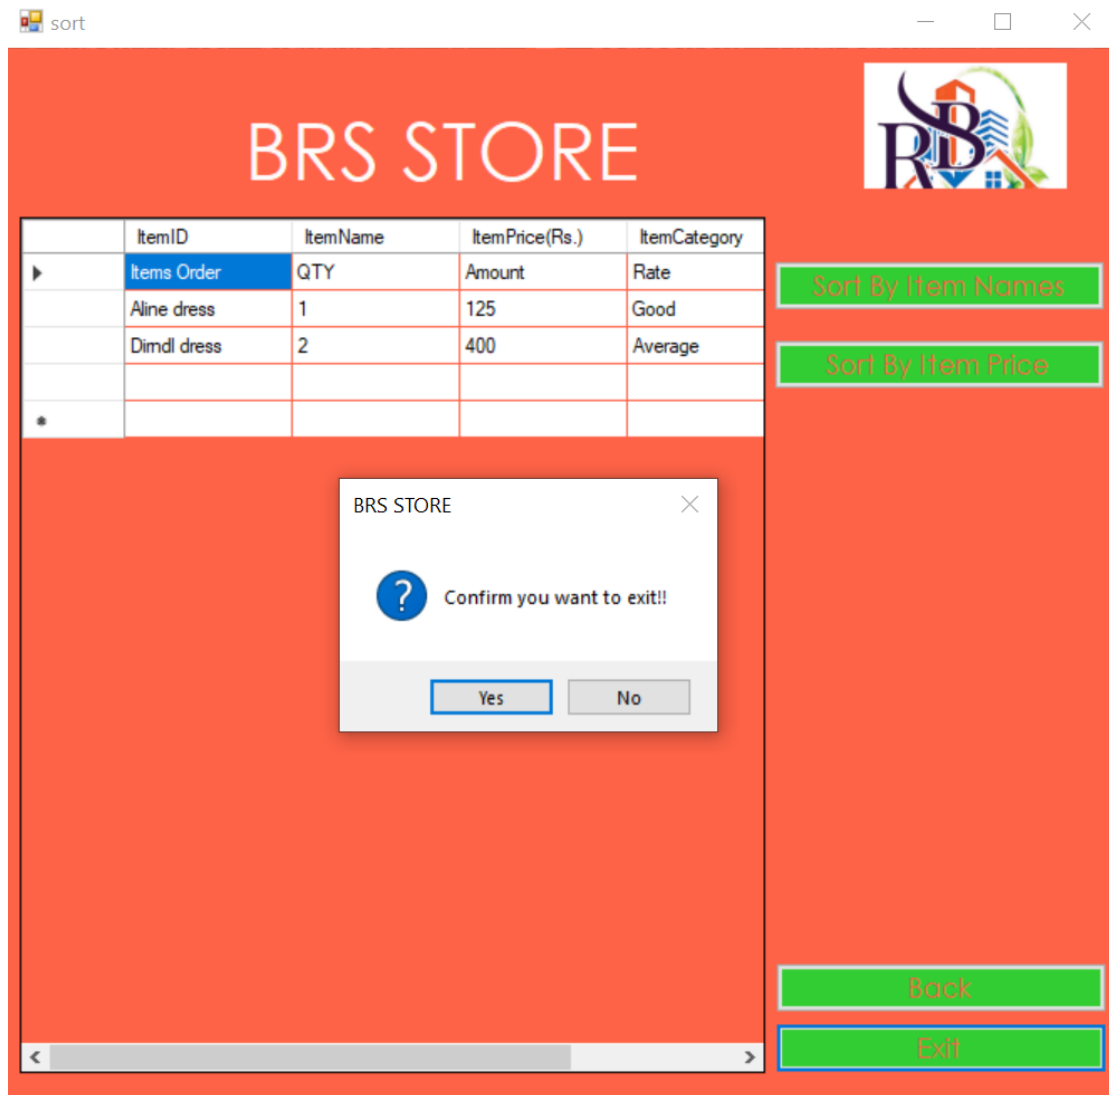 sort
BRS STORE
RB
ItemID ItemName ItemPrice(Rs.) ItemCategory
Items Order QTY Amount Rate
Aline dress 1 125 Good
Dirndl dress 2 400 Average
Sort By Item Names
Sort By Item Price
BRS STORE
Confirm you want to exit!!
Yes No
Back
Exit